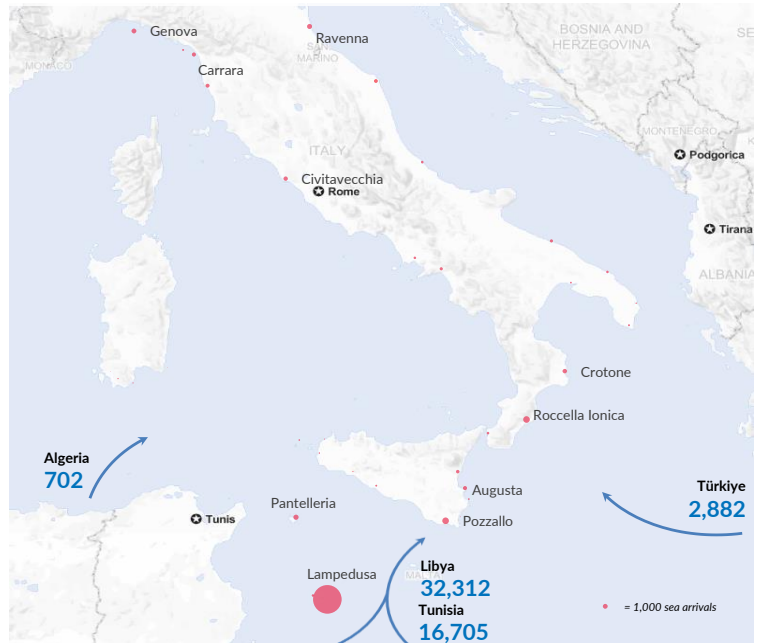 Genova
Ravenna
BOSNIA AND
HERZEGOVINA
SE
SAN
MARINO
MONACO
Carrara
MONTENEGRO
K
Podgorica
ITALY
Civitavecchia
Rome
Tirana
ALBANIA
Crotone
Roccella Ionica
Algeria
702
Türkiye
2,882
Augusta
Pantelleria
Tunis
Pozzallo
Libya
32,312
Lampedusa
MALTA
Tunisia
16,705
= 1,000 sea arrivals